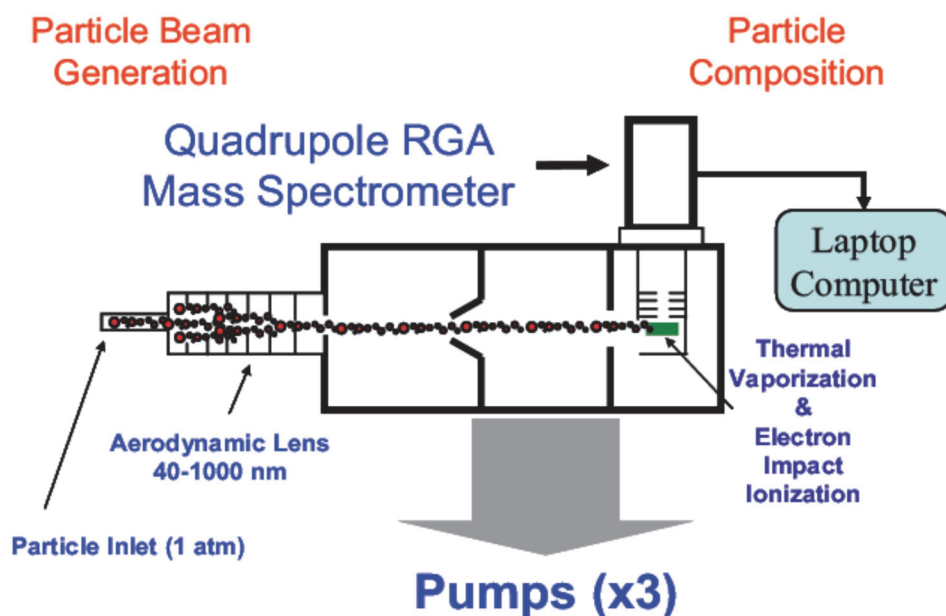 Particle Beam
Generation
Particle
Composition
Quadrupole RGA
Mass Spectrometer
Laptop
Computer
Thermal
Vaporization
&
Electron
Impact
Ionization
Aerodynamic Lens
40-1000 nm
Particle Inlet (1 atm)
Pumps (x3)